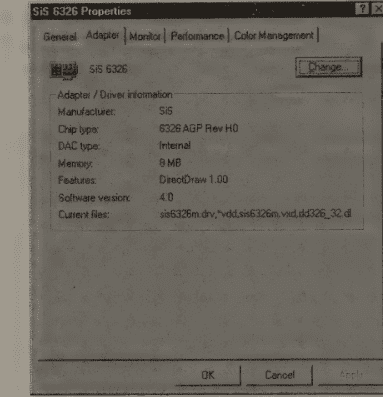 SiS 6326 Properties
General Adapter Monitor Performance Color Management
SiS 6326
Change...
Adapter / Driver information
Manufacturer: SiS
Chip type: 6326 AGP Rev H0
DAC type: Internal
Memory: 8 MB
Features: DirectDraw 1.00
Software version: 4.0
Current files: sis6326m.drv,*vdd,sis6326m.vxd,dd326_32.dl
OK Cancel Apply